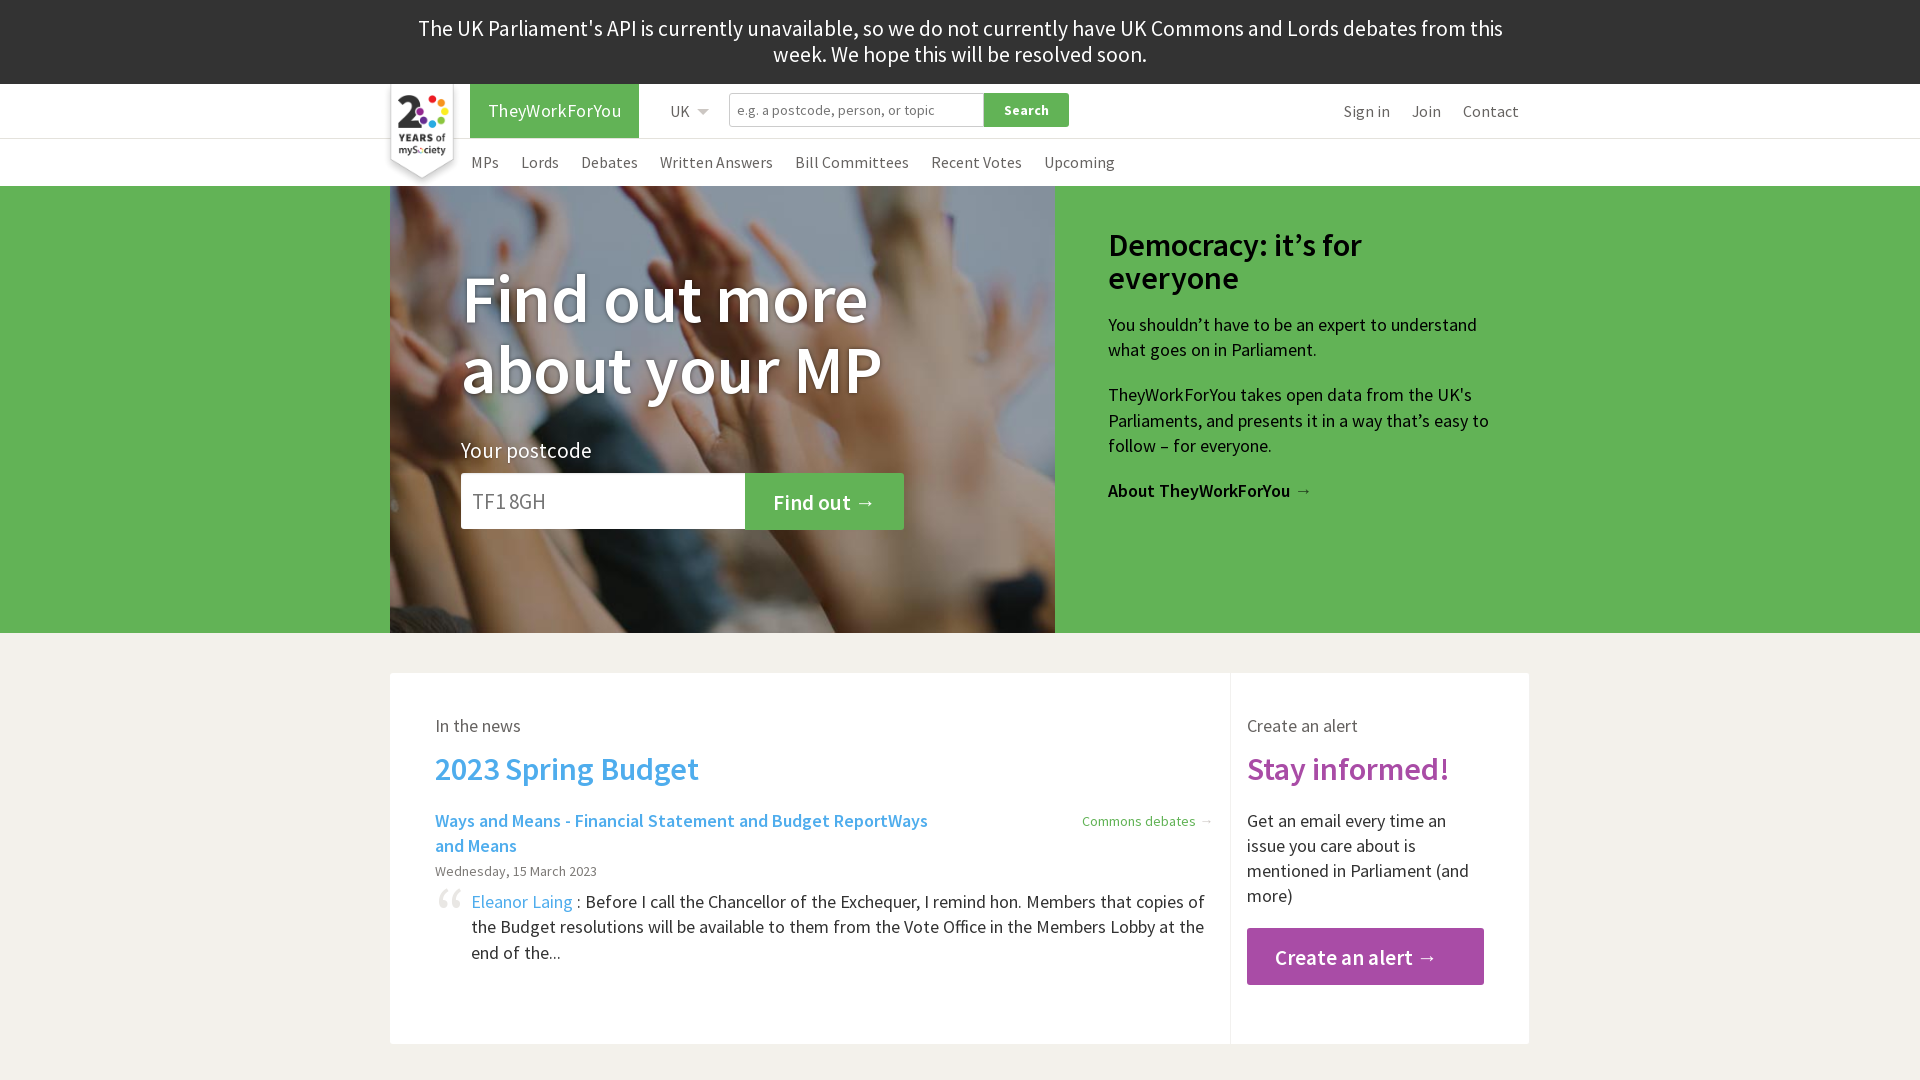 The UK Parliament's API is currently unavailable, so we do not currently have UK Commons and Lords debates from this
week. We hope this will be resolved soon.
20
YEARS of
mySociety
TheyWorkForYou
UK
e.g. a postcode, person, or topic
Search
Sign in
Join
Contact
MPs
Lords
Debates
Written Answers
Bill Committees
Recent Votes
Upcoming
Find out more
about your MP
Your postcode
TF1 8GH
Find out →
Democracy: it’s for
everyone
You shouldn’t have to be an expert to understand
what goes on in Parliament.
TheyWorkForYou takes open data from the UK's
Parliaments, and presents it in a way that’s easy to
follow – for everyone.
About TheyWorkForYou →
In the news
2023 Spring Budget
Ways and Means - Financial Statement and Budget ReportWays
and Means
Commons debates →
Wednesday, 15 March 2023
“ Eleanor Laing : Before I call the Chancellor of the Exchequer, I remind hon. Members that copies of
the Budget resolutions will be available to them from the Vote Office in the Members Lobby at the
end of the...
Create an alert
Stay informed!
Get an email every time an
issue you care about is
mentioned in Parliament (and
more)
Create an alert →